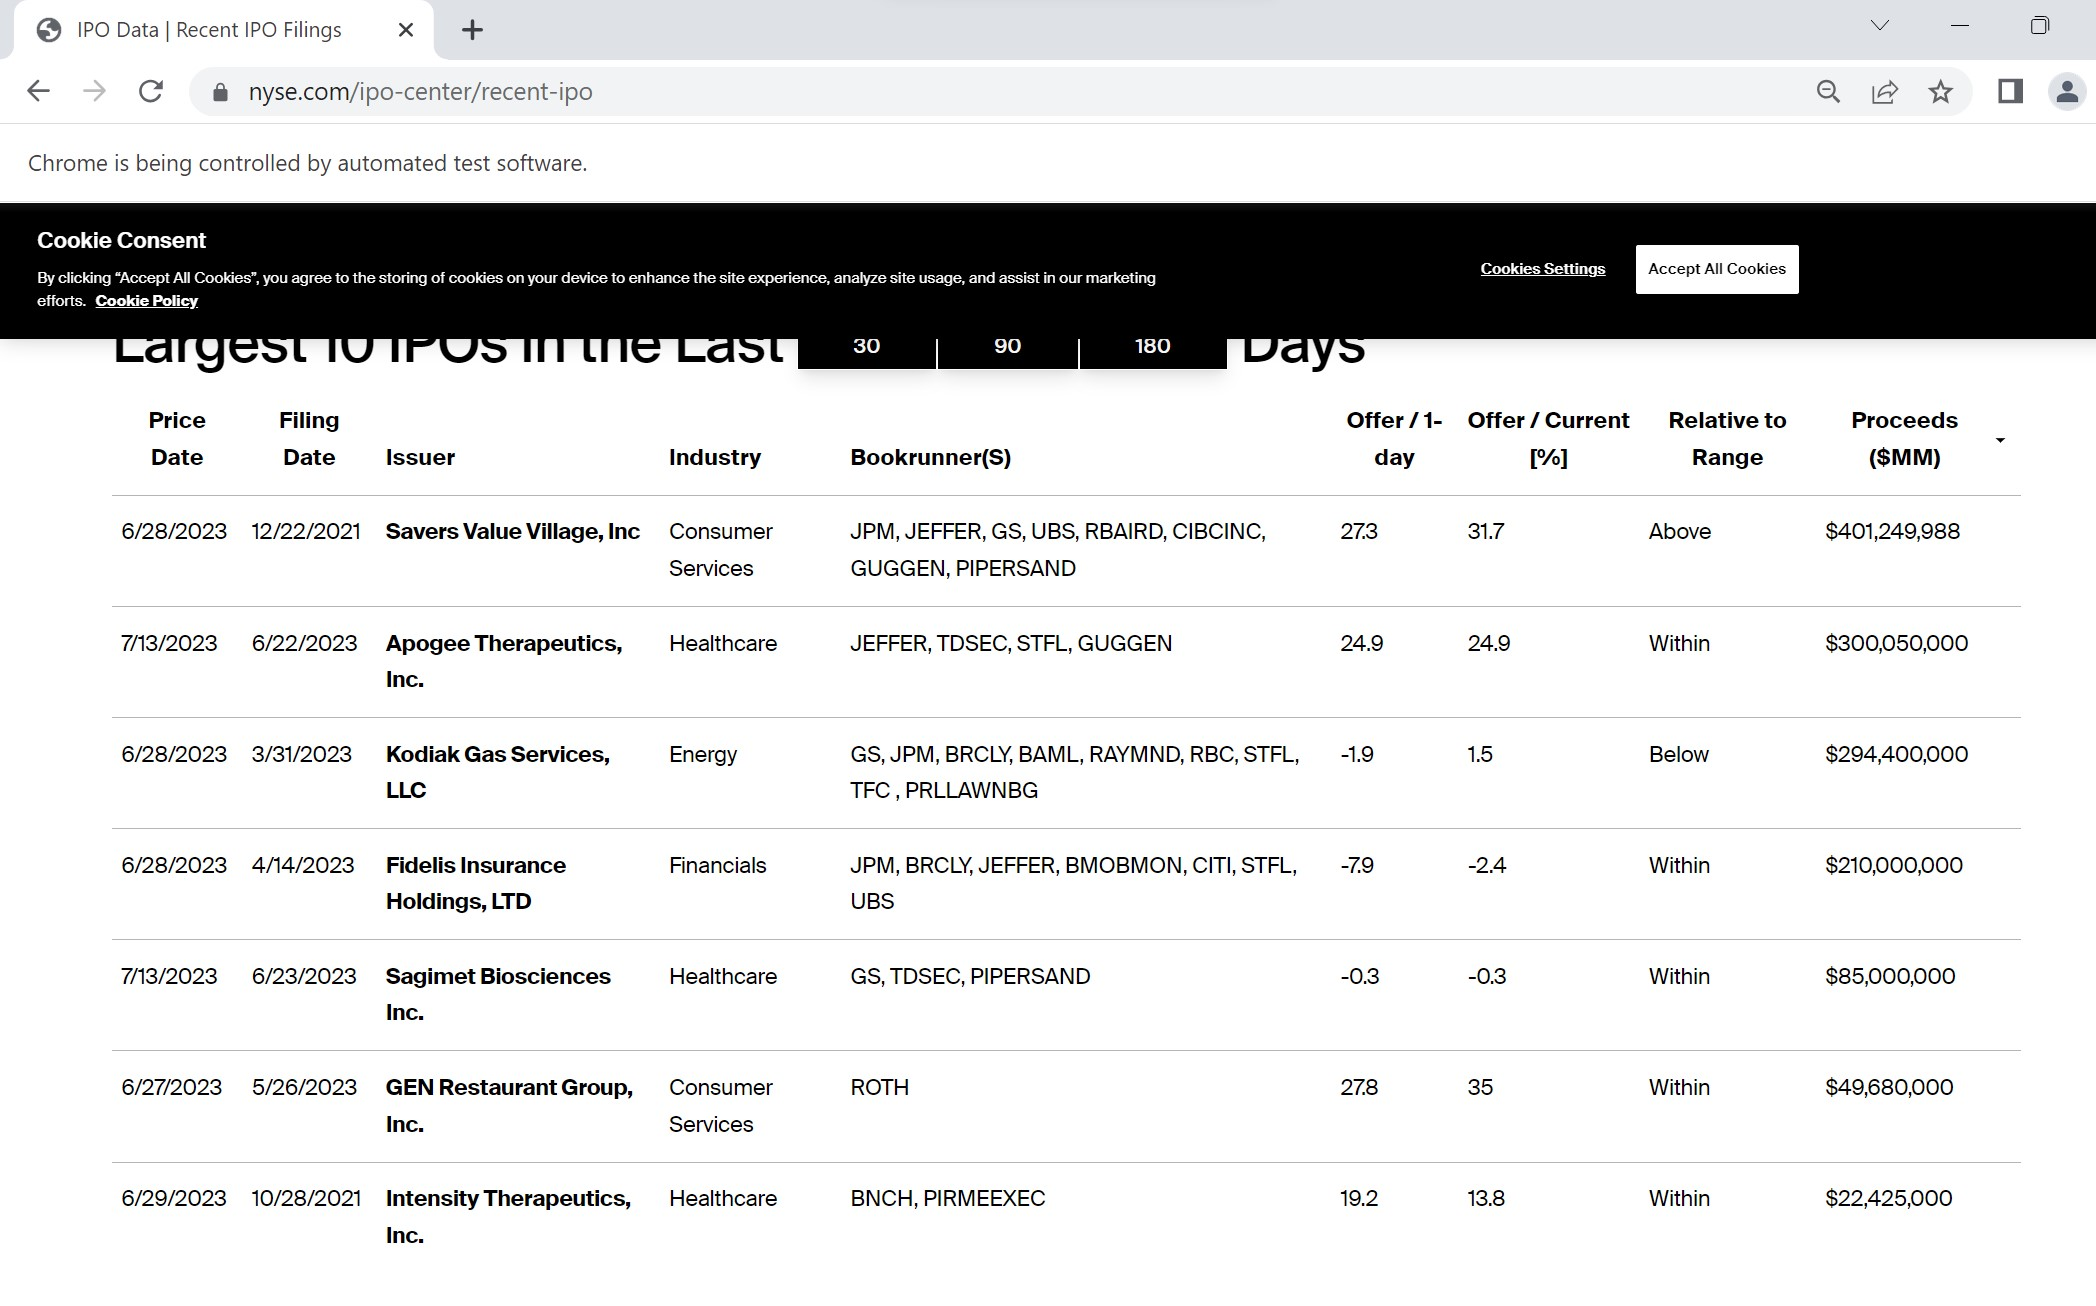 IPO Data | Recent IPO Filings
nyse.com/ipo-center/recent-ipo
Chrome is being controlled by automated test software.
Cookie Consent
By clicking “Accept All Cookies”, you agree to the storing of cookies on your device to enhance the site experience, analyze site usage, and assist in our marketing
efforts. Cookie Policy
Cookies Settings
Accept All Cookies
Largest 10 IPOs in the Last 30 90 180 Days
Price Date Filing Date Issuer Industry Bookrunner(S) Offer / 1-day Offer / Current [%] Relative to Range Proceeds ($MM)
6/28/2023 12/22/2021 Savers Value Village, Inc Consumer Services JPM, JEFFER, GS, UBS, RBAIRD, CIBCINC, GUGGEN, PIPERSAND 27.3 31.7 Above $401,249,988
7/13/2023 6/22/2023 Apogee Therapeutics, Inc. Healthcare JEFFER, TDSEC, STFL, GUGGEN 24.9 24.9 Within $300,050,000
6/28/2023 3/31/2023 Kodiak Gas Services, LLC Energy GS, JPM, BRCLY, BAML, RAYMND, RBC, STFL, TFC , PRLLAWNBG -1.9 1.5 Below $294,400,000
6/28/2023 4/14/2023 Fidelis Insurance Holdings, LTD Financials JPM, BRCLY, JEFFER, BMOBMON, CITI, STFL, UBS -7.9 -2.4 Within $210,000,000
7/13/2023 6/23/2023 Sagimet Biosciences Inc. Healthcare GS, TDSEC, PIPERSAND -0.3 -0.3 Within $85,000,000
6/27/2023 5/26/2023 GEN Restaurant Group, Inc. Consumer Services ROTH 27.8 35 Within $49,680,000
6/29/2023 10/28/2021 Intensity Therapeutics, Inc. Healthcare BNCH, PIRMEEXEC 19.2 13.8 Within $22,425,000